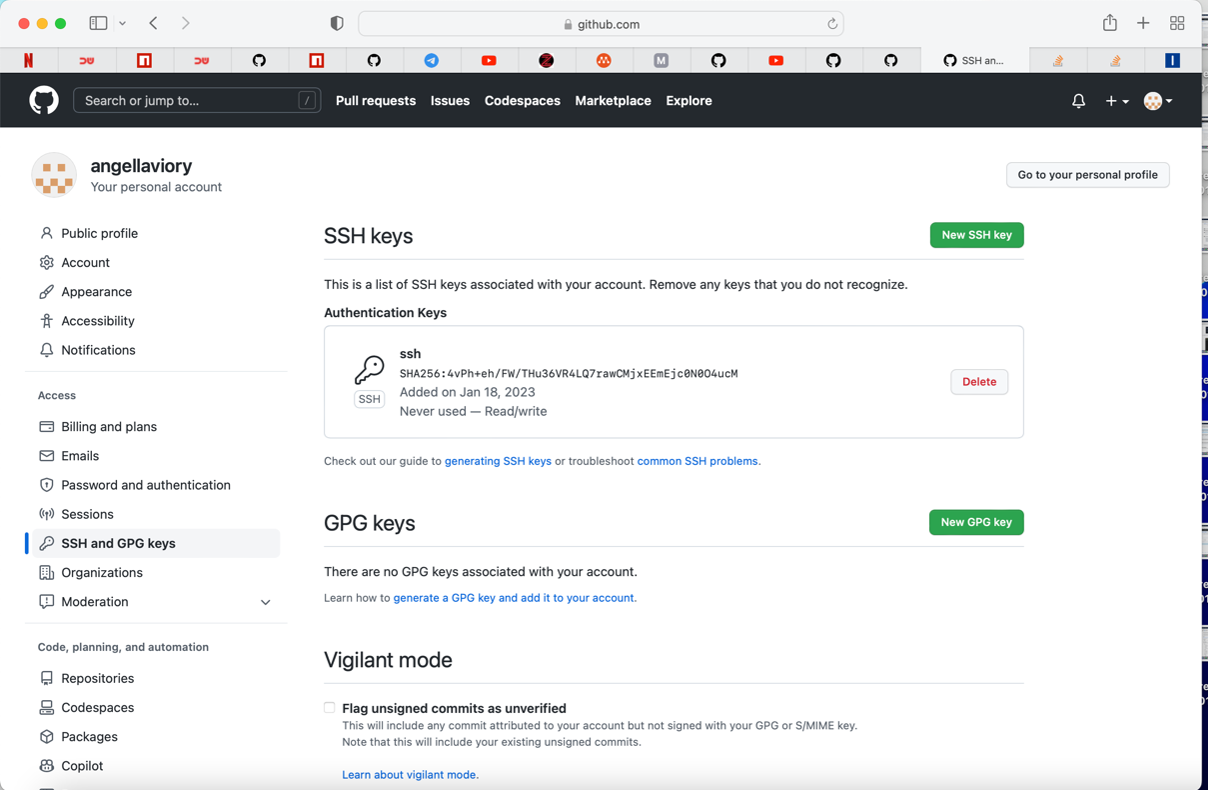 github.com
SSH an...
Search or jump to...
/
Pull requests
Issues
Codespaces
Marketplace
Explore
angellaviory
Your personal account
Go to your personal profile
Public profile
Account
Appearance
Accessibility
Notifications
Access
Billing and plans
Emails
Password and authentication
Sessions
SSH and GPG keys
Organizations
Moderation
Code, planning, and automation
Repositories
Codespaces
Packages
Copilot
SSH keys
New SSH key
This is a list of SSH keys associated with your account. Remove any keys that you do not recognize.
Authentication Keys
ssh
SHA256:4vPh+eh/FW/THu36VR4LQ7rawCMjxEEmEjc0N0O4ucM
SSH
Added on Jan 18, 2023
Never used — Read/write
Delete
Check out our guide to generating SSH keys or troubleshoot common SSH problems.
GPG keys
New GPG key
There are no GPG keys associated with your account.
Learn how to generate a GPG key and add it to your account.
Vigilant mode
Flag unsigned commits as unverified
This will include any commit attributed to your account but not signed with your GPG or S/MIME key.
Note that this will include your existing unsigned commits.
Learn about vigilant mode.